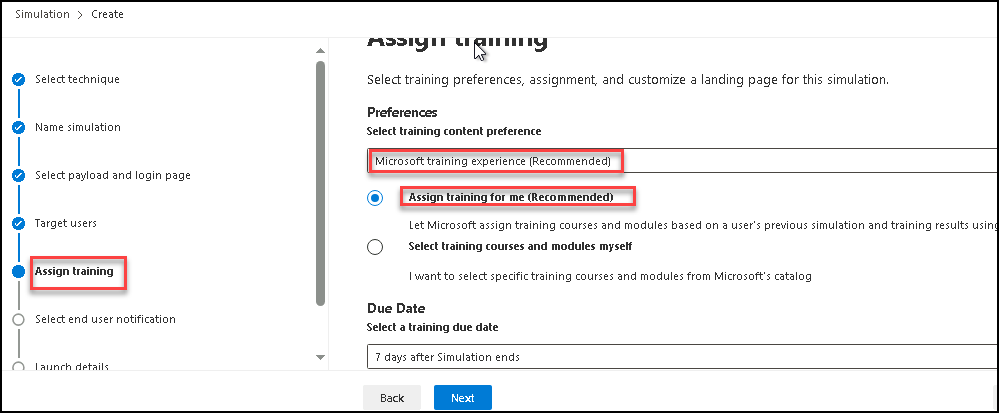 Simulation > Create
Assign training
Select training preferences, assignment, and customize a landing page for this simulation.
Select technique
Name simulation
Select payload and login page
Target users
Assign training
Select end user notification
Launch details
Preferences
Select training content preference
Microsoft training experience (Recommended)
Assign training for me (Recommended)
Let Microsoft assign training courses and modules based on a user's previous simulation and training results using
Select training courses and modules myself
I want to select specific training courses and modules from Microsoft's catalog
Due Date
Select a training due date
7 days after Simulation ends
Back
Next